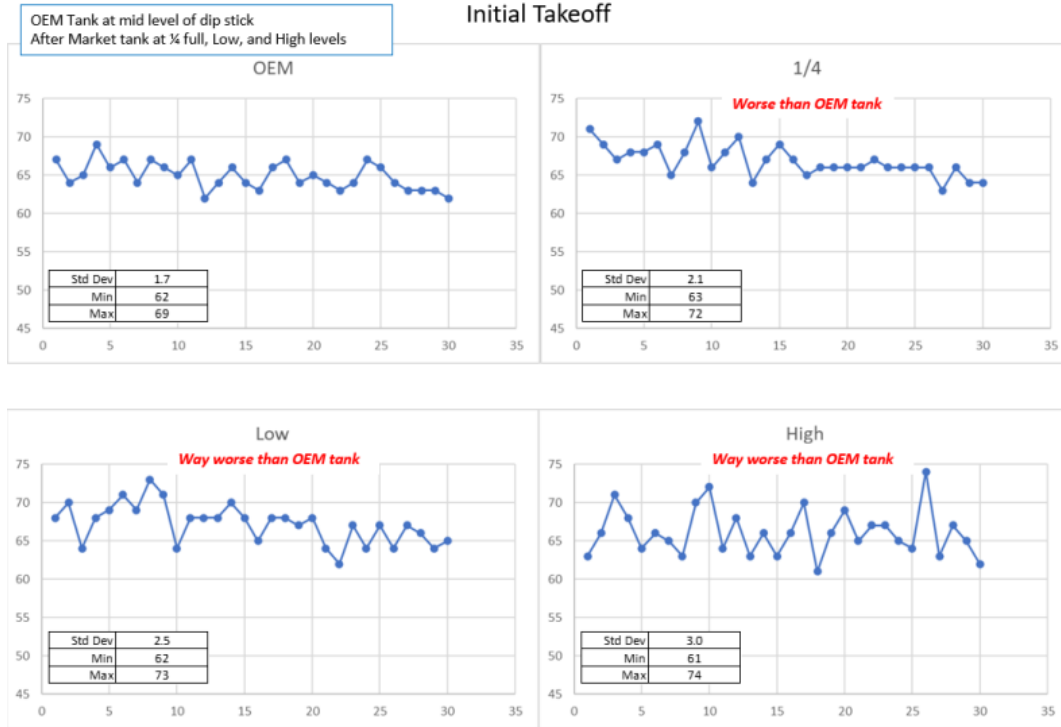 Initial Takeoff
OEM Tank at mid level of dip stick
After Market tank at ¼ full, Low, and High levels
OEM
75
70
65
60
55
50
45
0 5 10 15 20 25 30 35
Std Dev 1.7
Min 62
Max 69
1/4
Worse than OEM tank
75
70
65
60
55
50
45
0 5 10 15 20 25 30 35
Std Dev 2.1
Min 63
Max 72
Low
Way worse than OEM tank
75
70
65
60
55
50
45
0 5 10 15 20 25 30 35
Std Dev 2.5
Min 62
Max 73
High
Way worse than OEM tank
75
70
65
60
55
50
45
0 5 10 15 20 25 30 35
Std Dev 3.0
Min 61
Max 74